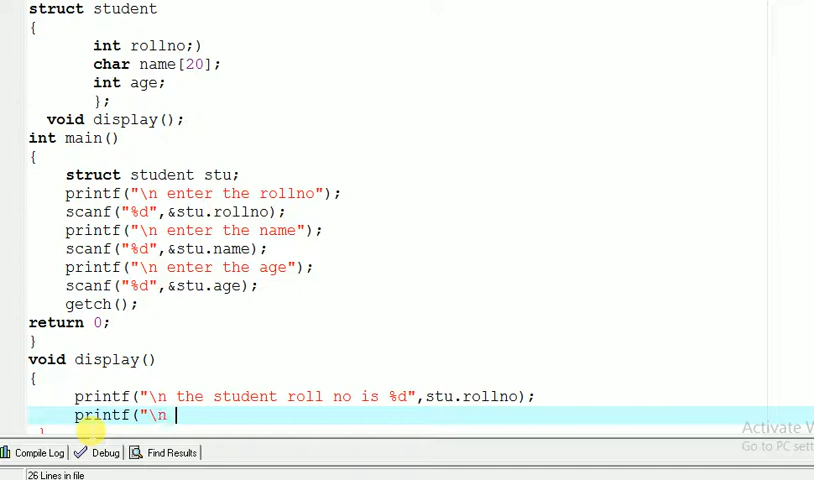 struct student
{
int rollno;)
char name[20];
int age;
};
void display();
int main()
{
struct student stu;
printf("\n enter the rollno");
scanf("%d",&stu.rollno);
printf("\n enter the name");
scanf("%d",&stu.name);
printf("\n enter the age");
scanf("%d",&stu.age);
getch();
return 0;
}
void display()
{
printf("\n the student roll no is %d",stu.rollno);
printf("\n
}
Activate
Go to PC
Compile Log Debug Find Results
26 Lines in file